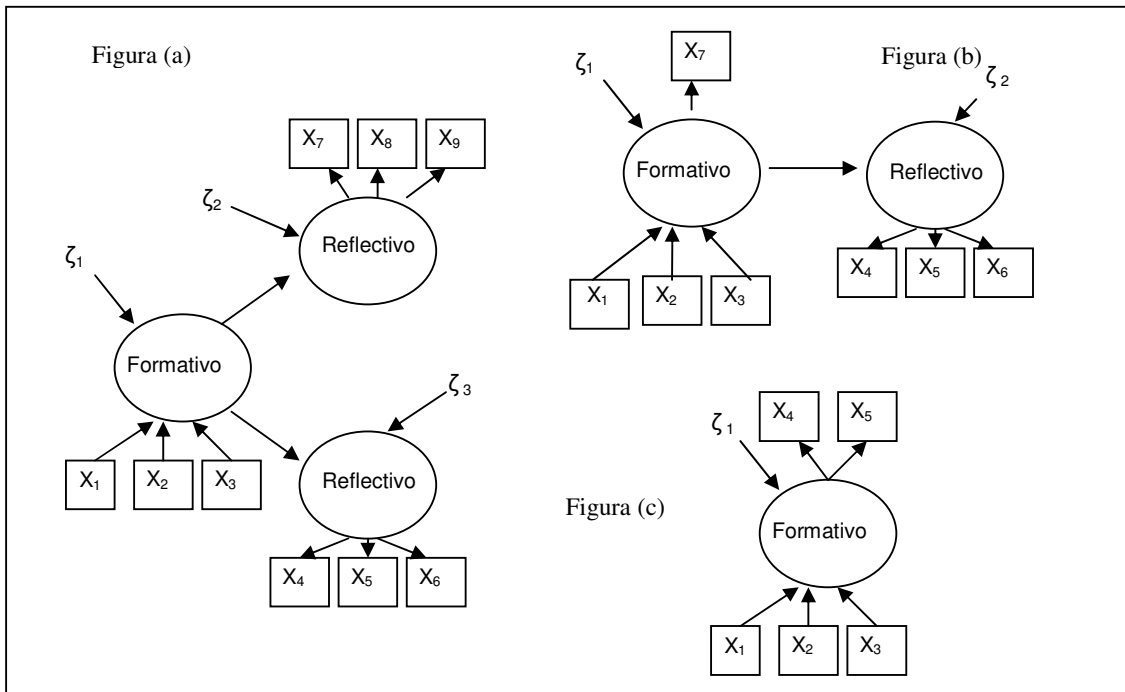 Figura (a)
X7 X8 X9
ζ2
Reflectivo
ζ1
Formativo
X1 X2 X3
ζ3
Reflectivo
X4 X5 X6
Figura (b)
X7
ζ1
ζ2
Formativo
Reflectivo
X4 X5 X6
X1 X2 X3
Figura (c)
X4 X5
ζ1
Formativo
X1 X2 X3